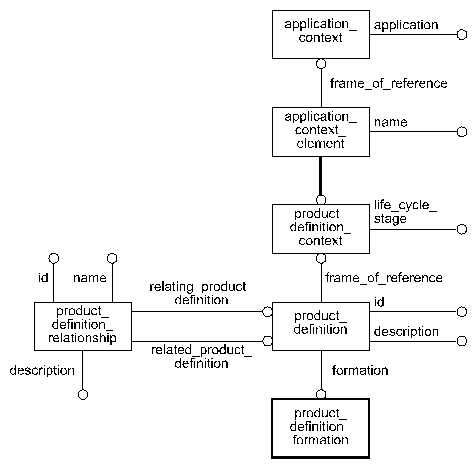 application_
context
application
frame_of_reference
application_
context_
element
name
product_
definition_
context
life_cycle_
stage
frame_of_reference
id
name
relating_product
definition
product_
definition_
relationship
product_
definition
id
description
related_product_
definition
description
formation
product_
definition_
formation